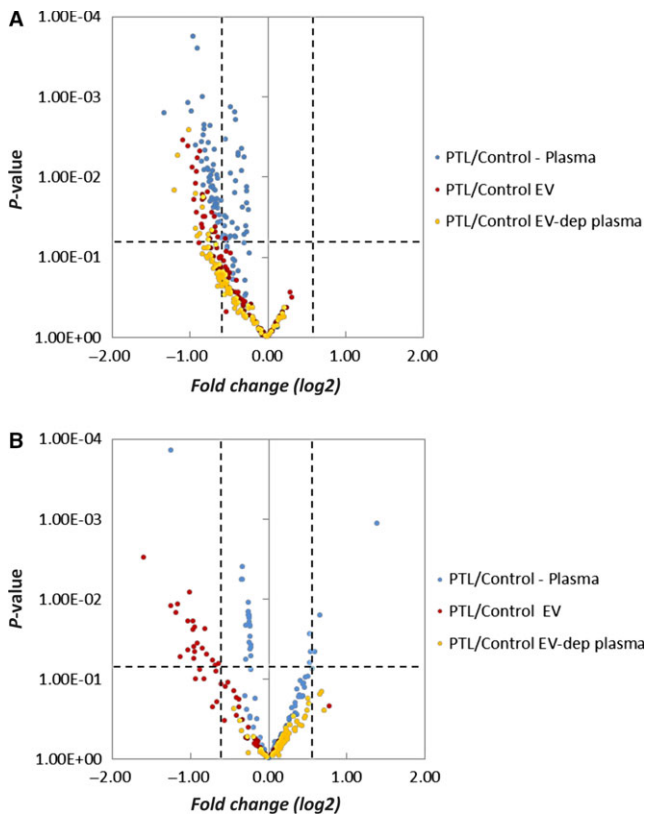 A
1.00E−04
1.00E−03
1.00E−02
1.00E−01
1.00E+00
P-value
−2.00 −1.00 0.00 1.00 2.00
Fold change (log2)
PTL/Control - Plasma
PTL/Control EV
PTL/Control EV-dep plasma
B
1.00E−04
1.00E−03
1.00E−02
1.00E−01
1.00E+00
P-value
−2.00 −1.00 0.00 1.00 2.00
Fold change (log2)
PTL/Control - Plasma
PTL/Control EV
PTL/Control EV-dep plasma